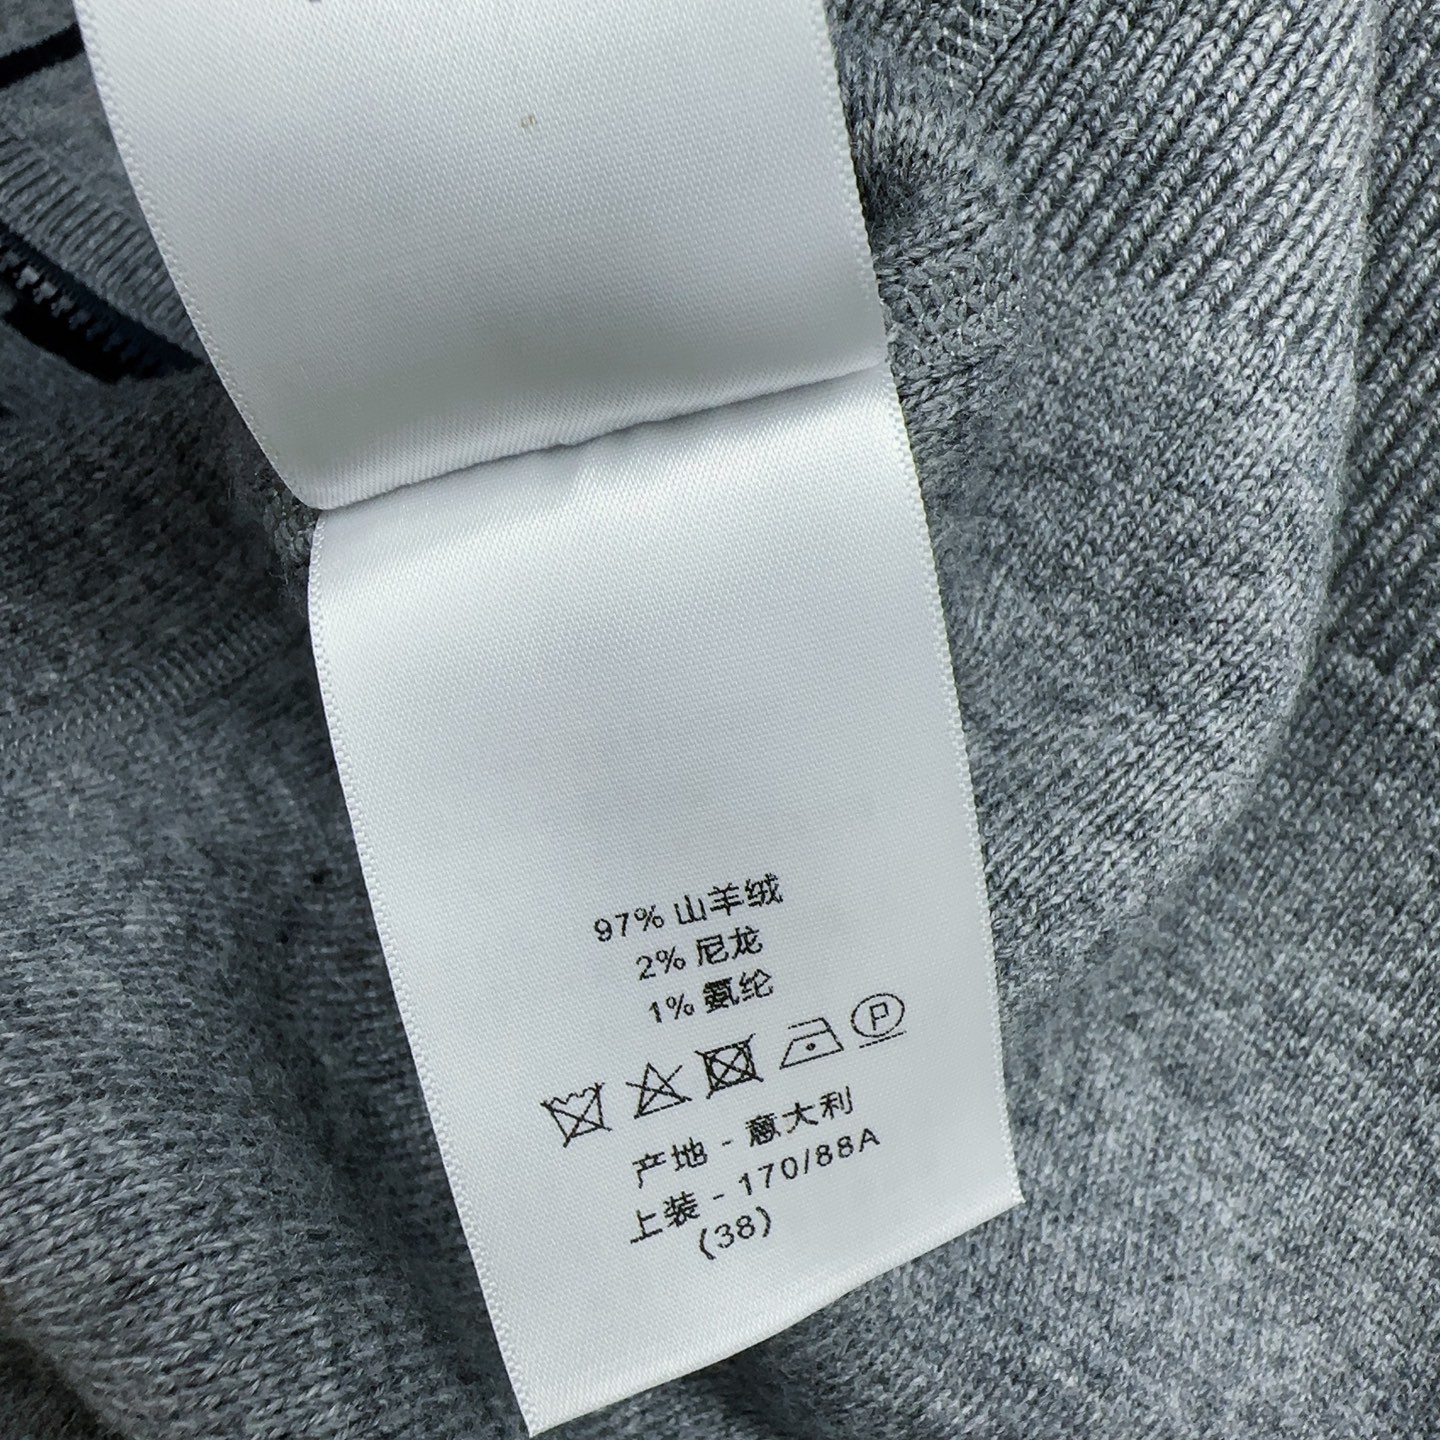 97% 山羊绒
2% 尼龙
1% 氨纶
P
产地 - 意大利
上装 - 170/88A
(38)